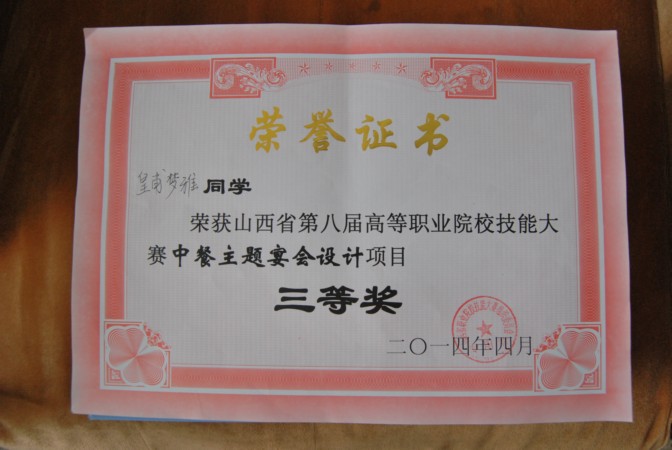 荣誉证书
皇甫梦雅 同学
荣获山西省第八届高等职业院校技能大
赛中餐主题宴会设计项目
三等奖
二〇一四年四月